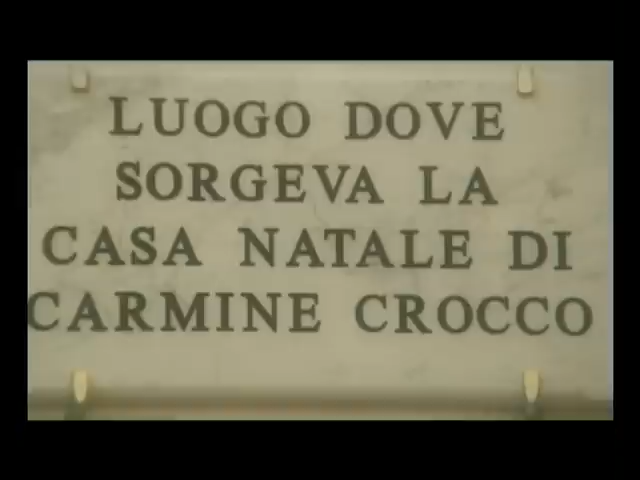 LUOGO DOVE
SORGEVA LA
CASA NATALE DI
CARMINE CROCCO